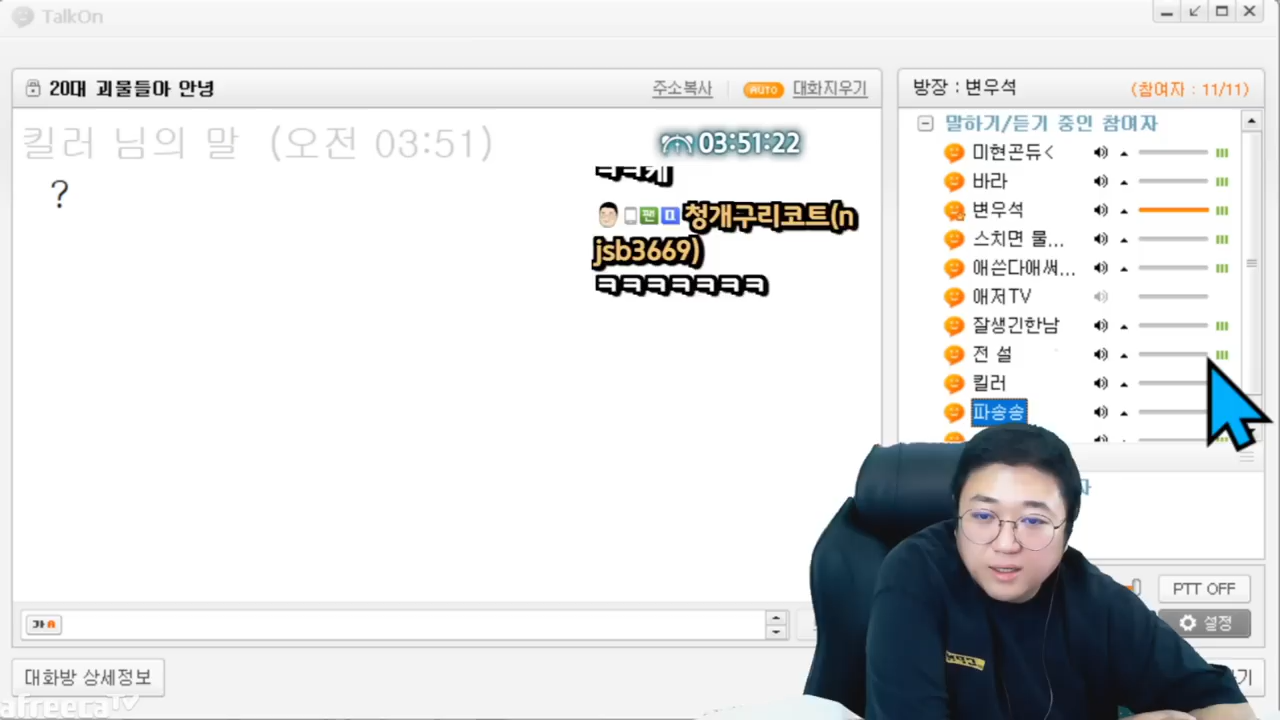 TalkOn
20대 괴물들아 안녕
주소복사
AUTO
대화지우기
킬러 님의 말 (오전 03:51)
?
03:51:22
팬
청개구리코트(n
jsb3669)
ㅋㅋㅋㅋㅋㅋㅋ
방장 : 변우석
(참여자 : 11/11)
말하기/듣기 중인 참여자
미현곤듀<
바라
변우석
스치면 물...
애쓴다애써...
애저TV
잘생긴한남
전 설
킬러
파송송
PTT OFF
설정
가
대화방 상세정보
afreecaTV